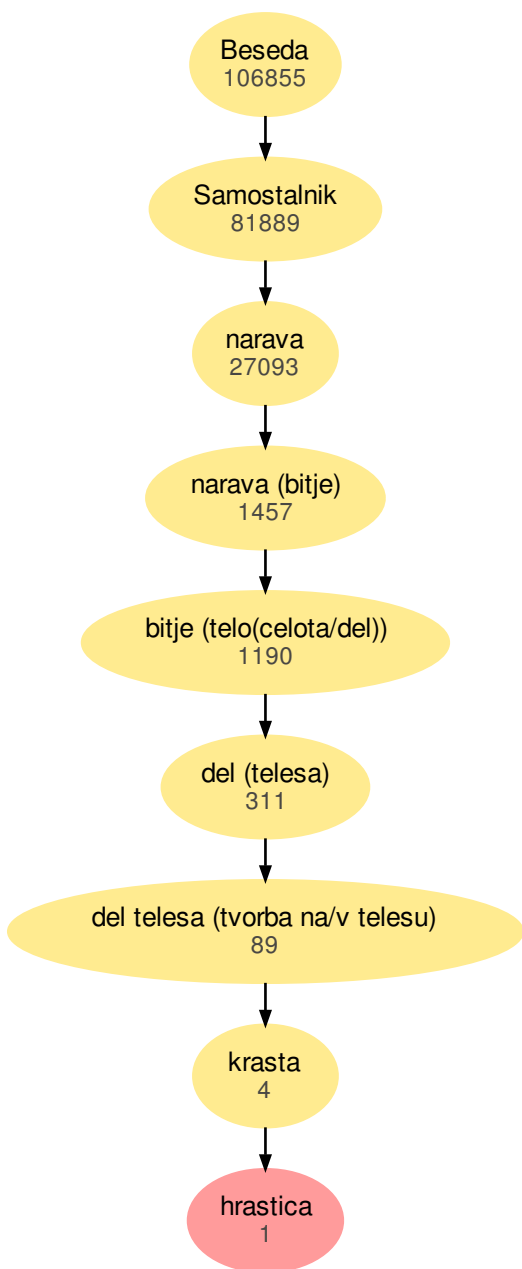 Beseda
106855
Samostalnik
81889
narava
27093
narava (bitje)
1457
bitje (telo(celota/del))
1190
del (telesa)
311
del telesa (tvorba na/v telesu)
89
krasta
4
hrastica
1